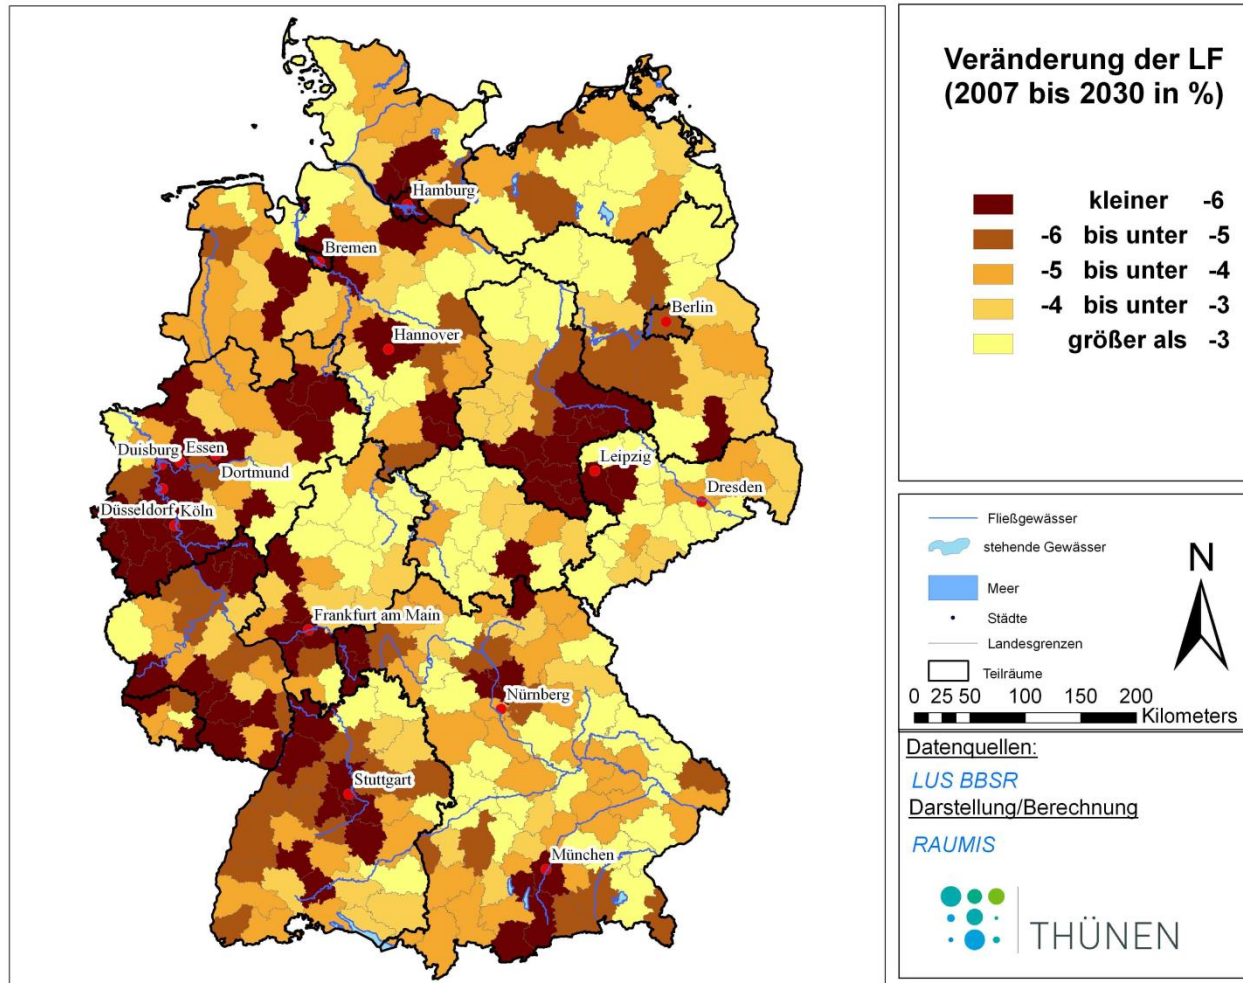 Hamburg
Bremen
Berlin
Hannover
Duisburg
Essen
Dortmund
Leipzig
Dresden
Düsseldorf
Köln
Frankfurt am Main
Nürnberg
Stuttgart
München
Veränderung der LF
(2007 bis 2030 in %)
kleiner -6
-6 bis unter -5
-5 bis unter -4
-4 bis unter -3
größer als -3
Fließgewässer
stehende Gewässer
Meer
Städte
Landesgrenzen
Teilräume
N
0 25 50 100 150 200
Kilometers
Datenquellen:
LUS BBSR
Darstellung/Berechnung
RAUMIS
THÜNEN